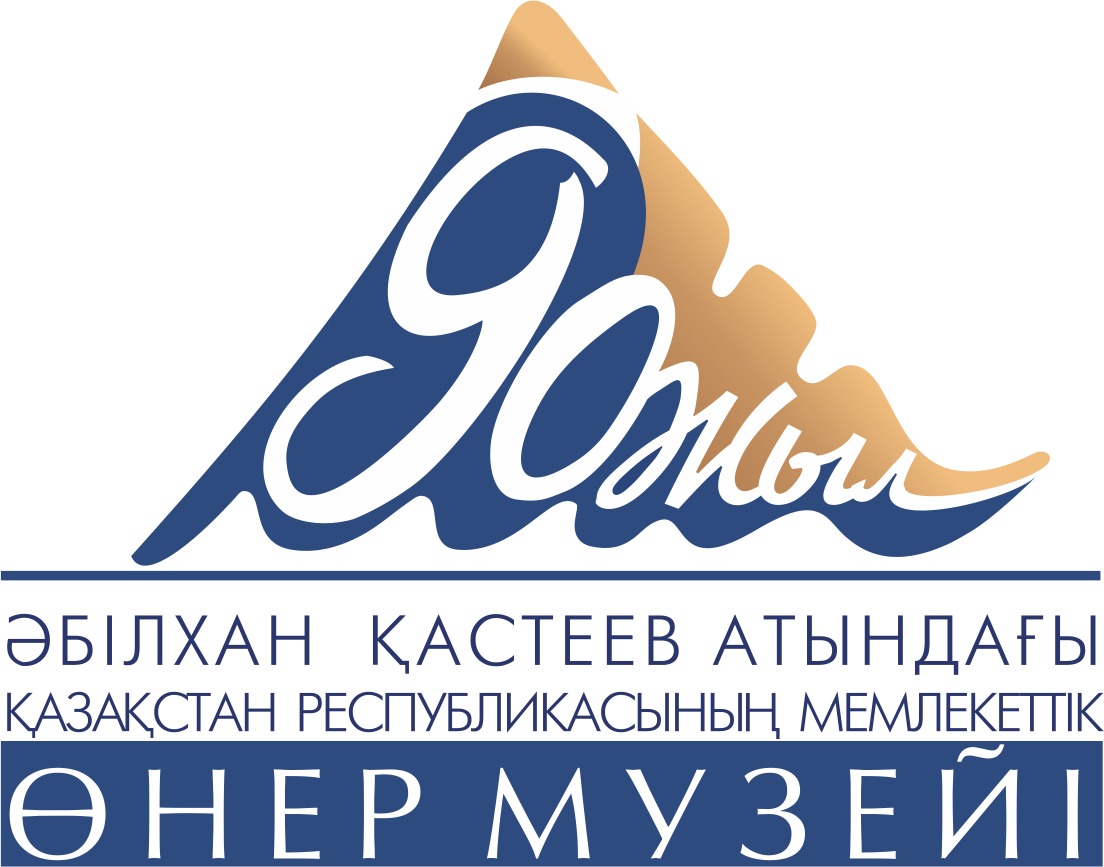 90 жыл
ӘБІЛХАН ҚАСТЕЕВ АТЫНДАҒЫ
ҚАЗАҚСТАН РЕСПУБЛИКАСЫНЫҢ МЕМЛЕКЕТТІК
ӨНЕР МУЗЕЙІ